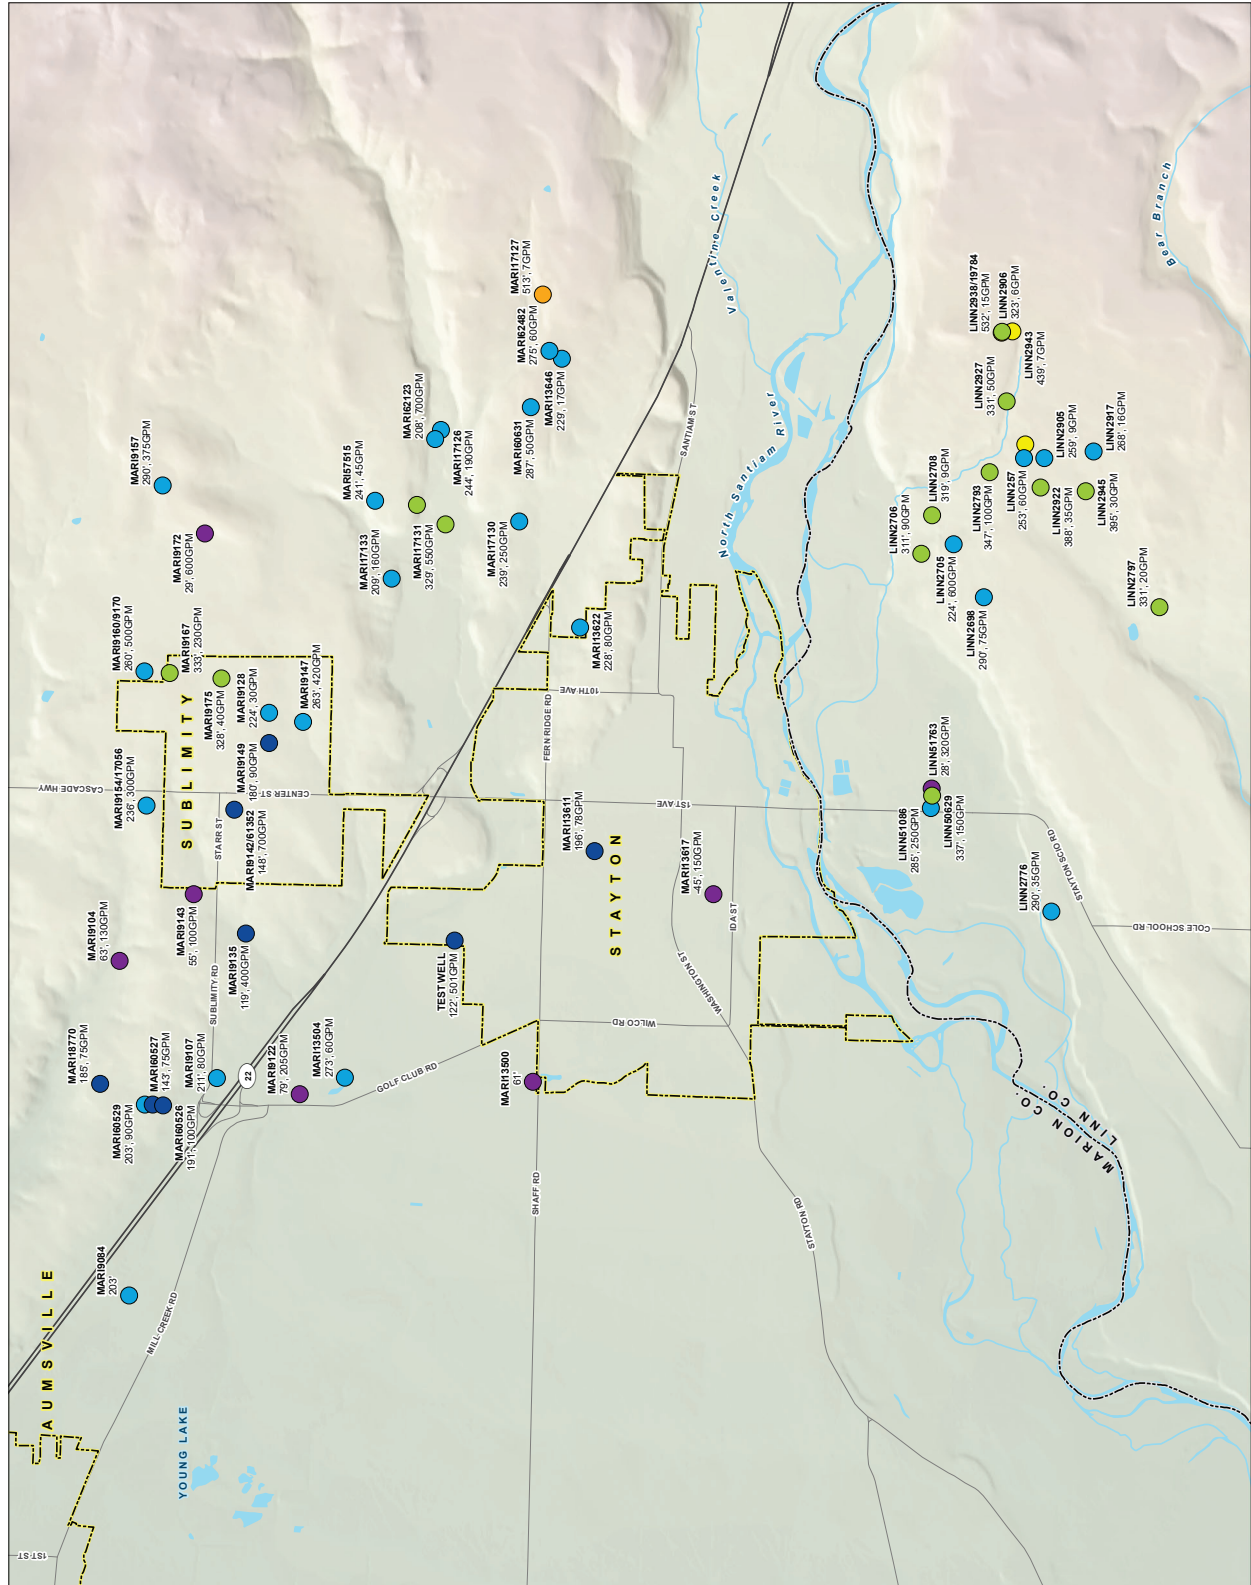 AUMSVILLE
1ST ST
YOUNG LAKE
MILL CREEK RD
MARI9084
203'
MARI18770
185', 75GPM
MARI60529
203', 90GPM
MARI60527
143', 75GPM
MARI60526
191', 100GPM
MARI9107
211', 80GPM
22
MARI9122
79', 205GPM
MARI13504
273', 60GPM
GOLF CLUB RD
MARI9104
63', 130GPM
MARI9143
55', 100GPM
MARI9135
119', 400GPM
SUBLIMITY RD
STARR ST
SUBLIMITY
CASCADE HWY
CENTER ST
MARI9154/17056
236', 300GPM
MARI9142/61352
148', 700GPM
MARI9149
180', 90GPM
MARI9128
224', 30GPM
MARI9147
263', 420GPM
MARI9175
328', 40GPM
MARI9167
333', 230GPM
MARI9160/9170
260', 500GPM
MARI9172
29', 600GPM
MARI9157
290', 375GPM
MARI17133
209', 160GPM
MARI57515
241', 45GPM
MARI17131
329', 550GPM
MARI62123
208', 700GPM
MARI17126
244', 190GPM
MARI17130
239', 250GPM
MARI60631
287', 50GPM
MARI13646
229', 17GPM
MARI62482
275', 60GPM
MARI17127
513', 7GPM
TEST WELL
122', 501GPM
MARI13500
61'
SHAFF RD
WILCO RD
STAYTON
MARI13611
196', 78GPM
MARI13622
228', 80GPM
FERN RIDGE RD
10TH AVE
1ST AVE
SANTIAM ST
MARI13617
-45', 150GPM
WASHINGTON ST
IDA ST
STAYTON RD
North Santiam River
Valentine Creek
Bear Branch
MARION CO.
LINN CO.
LINN51086
285', 250GPM
LINN50629
337', 150GPM
LINN51763
28', 320GPM
LINN2776
290', 35GPM
STAYTON SCIO RD
COLE SCHOOL RD
LINN2698
290', 75GPM
LINN2705
224', 600GPM
LINN2706
311', 90GPM
LINN2708
319', 9GPM
LINN2793
347', 100GPM
LINN257
253', 60GPM
LINN2922
388', 35GPM
LINN2945
395', 30GPM
LINN2797
331', 20GPM
LINN2905
259', 9GPM
LINN2917
268', 16GPM
LINN2927
331', 50GPM
LINN2943
439', 7GPM
LINN2938/19784
532', 15GPM
LINN2906
323', 6GPM